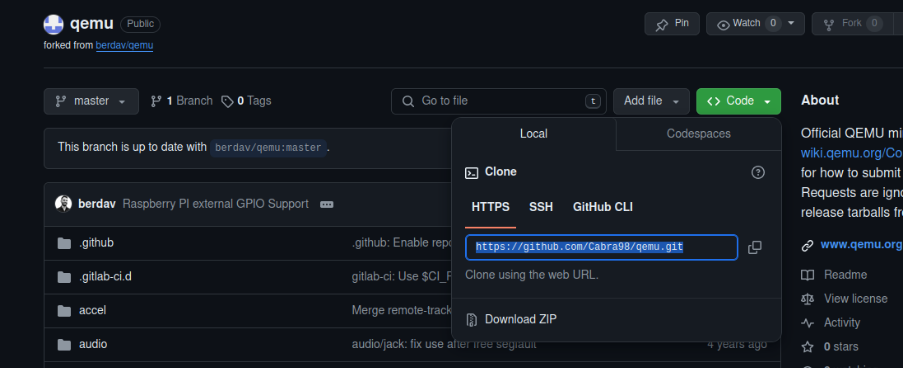 qemu Public
Pin
Watch 0
Fork 0
forked from berdav/qemu
master
1 Branch
0 Tags
Go to file t
Add file
Code
This branch is up to date with berdav/qemu:master.
berdav Raspberry PI external GPIO Support
.github .github: Enable repo
.gitlab-ci.d gitlab-ci: Use $CI_
accel Merge remote-track
audio audio/jack: fix use after free segfault 4 years ago
Local
Codespaces
Clone
HTTPS SSH GitHub CLI
https://github.com/Cabra98/qemu.git
Clone using the web URL.
Download ZIP
About
Official QEMU mi
wiki.qemu.org/Co
for how to submit
Requests are igno
release tarballs fr
www.qemu.org
Readme
View license
Activity
0 stars